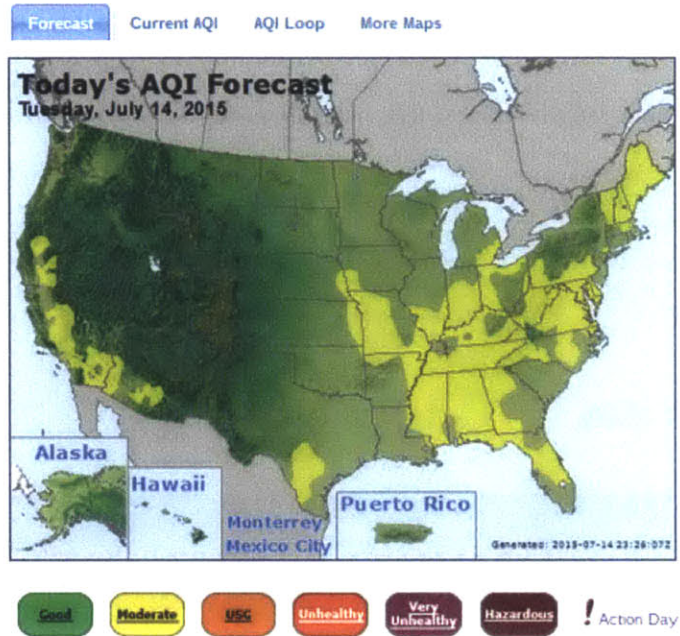 Forecast Current AQI AQI Loop More Maps
Today's AQI Forecast
Tuesday, July 14, 2015
Alaska
Hawaii
Monterrey
Mexico City
Puerto Rico
Generated: 2015-07-14 23:26:07Z
Good Moderate USG Unhealthy Very Unhealthy Hazardous ! Action Day